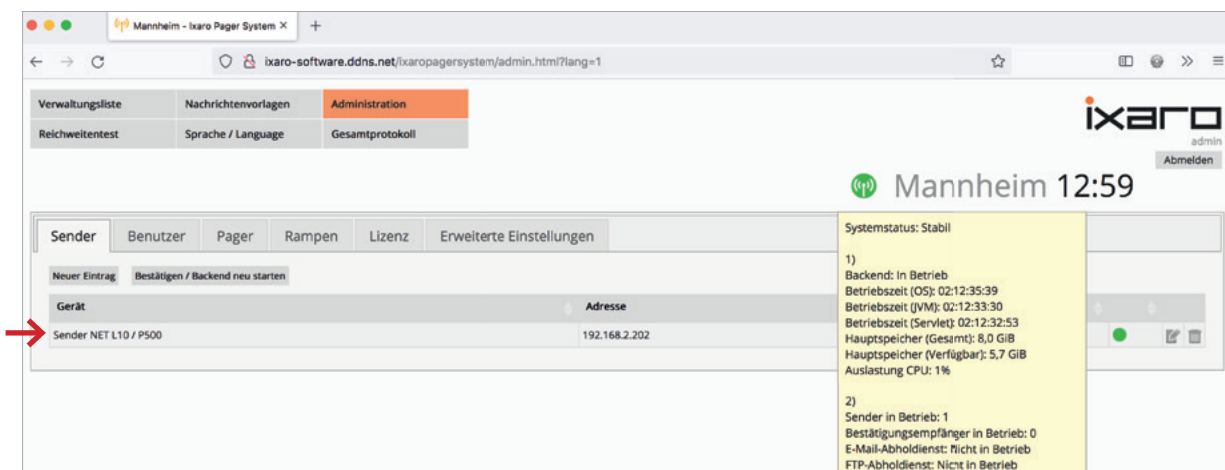 Mannheim - Ixaro Pager System
ixaro-software.ddns.net/ixaropagersystem/admin.html?lang=1
Verwaltungsliste Nachrichtenvorlagen Administration
Reichweitentest Sprache / Language Gesamtprotokoll
ixaro
admin
Abmelden
Mannheim 12:59
Sender Benutzer Pager Rampen Lizenz Erweiterte Einstellungen
Neuer Eintrag Bestätigen / Backend neu starten
Gerät Adresse
Sender NET L10 / P500 192.168.2.202
Systemstatus: Stabil
1)
Backend: In Betrieb
Betriebszeit (OS): 02:12:35:39
Betriebszeit (JVM): 02:12:33:30
Betriebszeit (Servlet): 02:12:32:53
Hauptspeicher (Gesamt): 8,0 GiB
Hauptspeicher (Verfügbar): 5,7 GiB
Auslastung CPU: 1%
2)
Sender in Betrieb: 1
Bestätigungsempfänger in Betrieb: 0
E-Mail-Abholdienst: Nicht in Betrieb
FTP-Abholdienst: Nicht in Betrieb